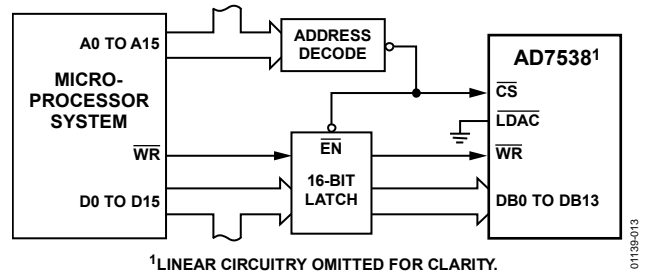 A0 TO A15
MICRO-
PROCESSOR
SYSTEM
WR
D0 TO D15
ADDRESS
DECODE
EN
16-BIT
LATCH
AD7538¹
CS
LDAC
WR
DB0 TO DB13
¹LINEAR CIRCUITRY OMITTED FOR CLARITY.
01139-013